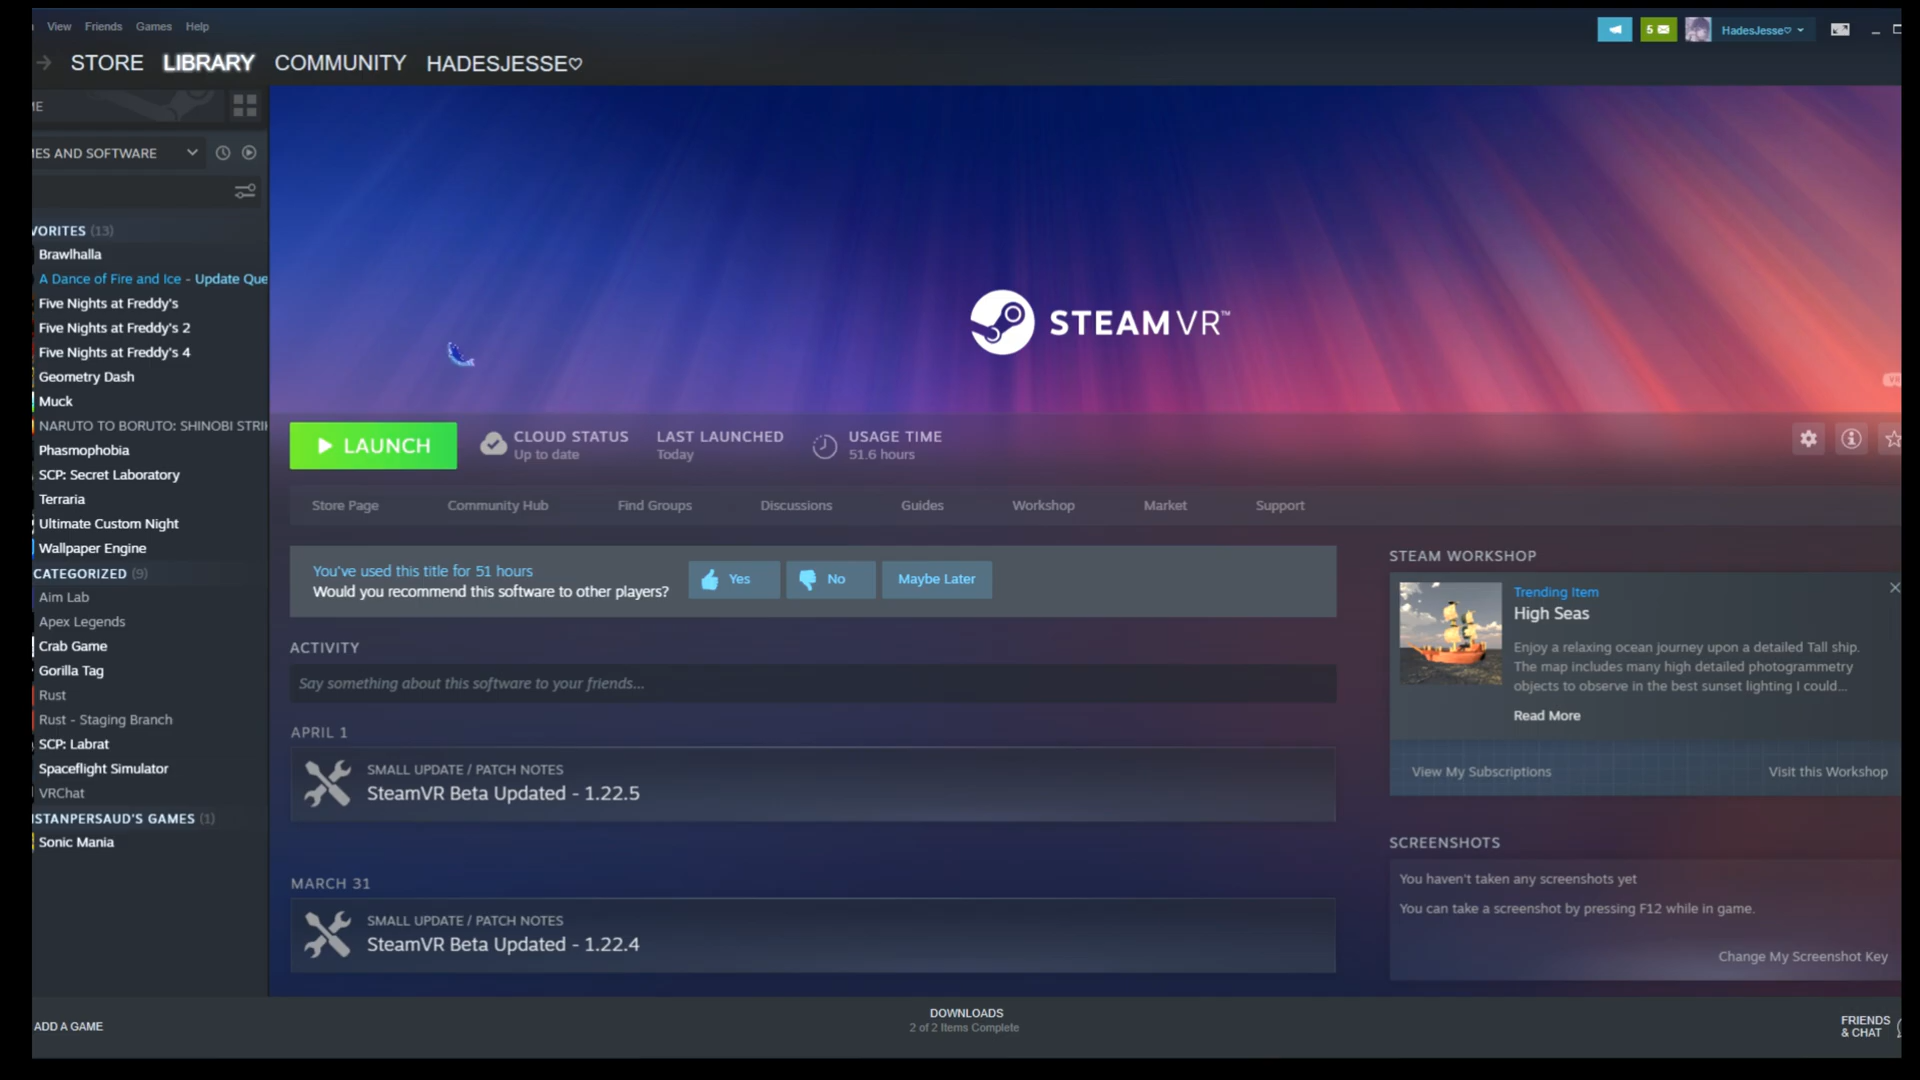 View Friends Games Help
5
HadesJesse♡
STORE LIBRARY COMMUNITY HADESJESSE♡
ME
MES AND SOFTWARE
VORITES (13)
Brawlhalla
A Dance of Fire and Ice - Update Que
Five Nights at Freddy's
Five Nights at Freddy's 2
Five Nights at Freddy's 4
Geometry Dash
Muck
NARUTO TO BORUTO: SHINOBI STRIK
Phasmophobia
SCP: Secret Laboratory
Terraria
Ultimate Custom Night
Wallpaper Engine
CATEGORIZED (9)
Aim Lab
Apex Legends
Crab Game
Gorilla Tag
Rust
Rust - Staging Branch
SCP: Labrat
Spaceflight Simulator
VRChat
ISTANPERSAUD'S GAMES (1)
Sonic Mania
ADD A GAME
STEAMVR™
LAUNCH
CLOUD STATUS
Up to date
LAST LAUNCHED
Today
USAGE TIME
51.6 hours
Store Page Community Hub Find Groups Discussions Guides Workshop Market Support
You've used this title for 51 hours
Would you recommend this software to other players?
Yes No Maybe Later
ACTIVITY
Say something about this software to your friends...
APRIL 1
SMALL UPDATE / PATCH NOTES
SteamVR Beta Updated - 1.22.5
MARCH 31
SMALL UPDATE / PATCH NOTES
SteamVR Beta Updated - 1.22.4
STEAM WORKSHOP
Trending Item
High Seas
Enjoy a relaxing ocean journey upon a detailed Tall ship.
The map includes many high detailed photogrammetry
objects to observe in the best sunset lighting I could...
Read More
View My Subscriptions Visit this Workshop
SCREENSHOTS
You haven't taken any screenshots yet
You can take a screenshot by pressing F12 while in game.
Change My Screenshot Key
DOWNLOADS
2 of 2 Items Complete
FRIENDS
& CHAT